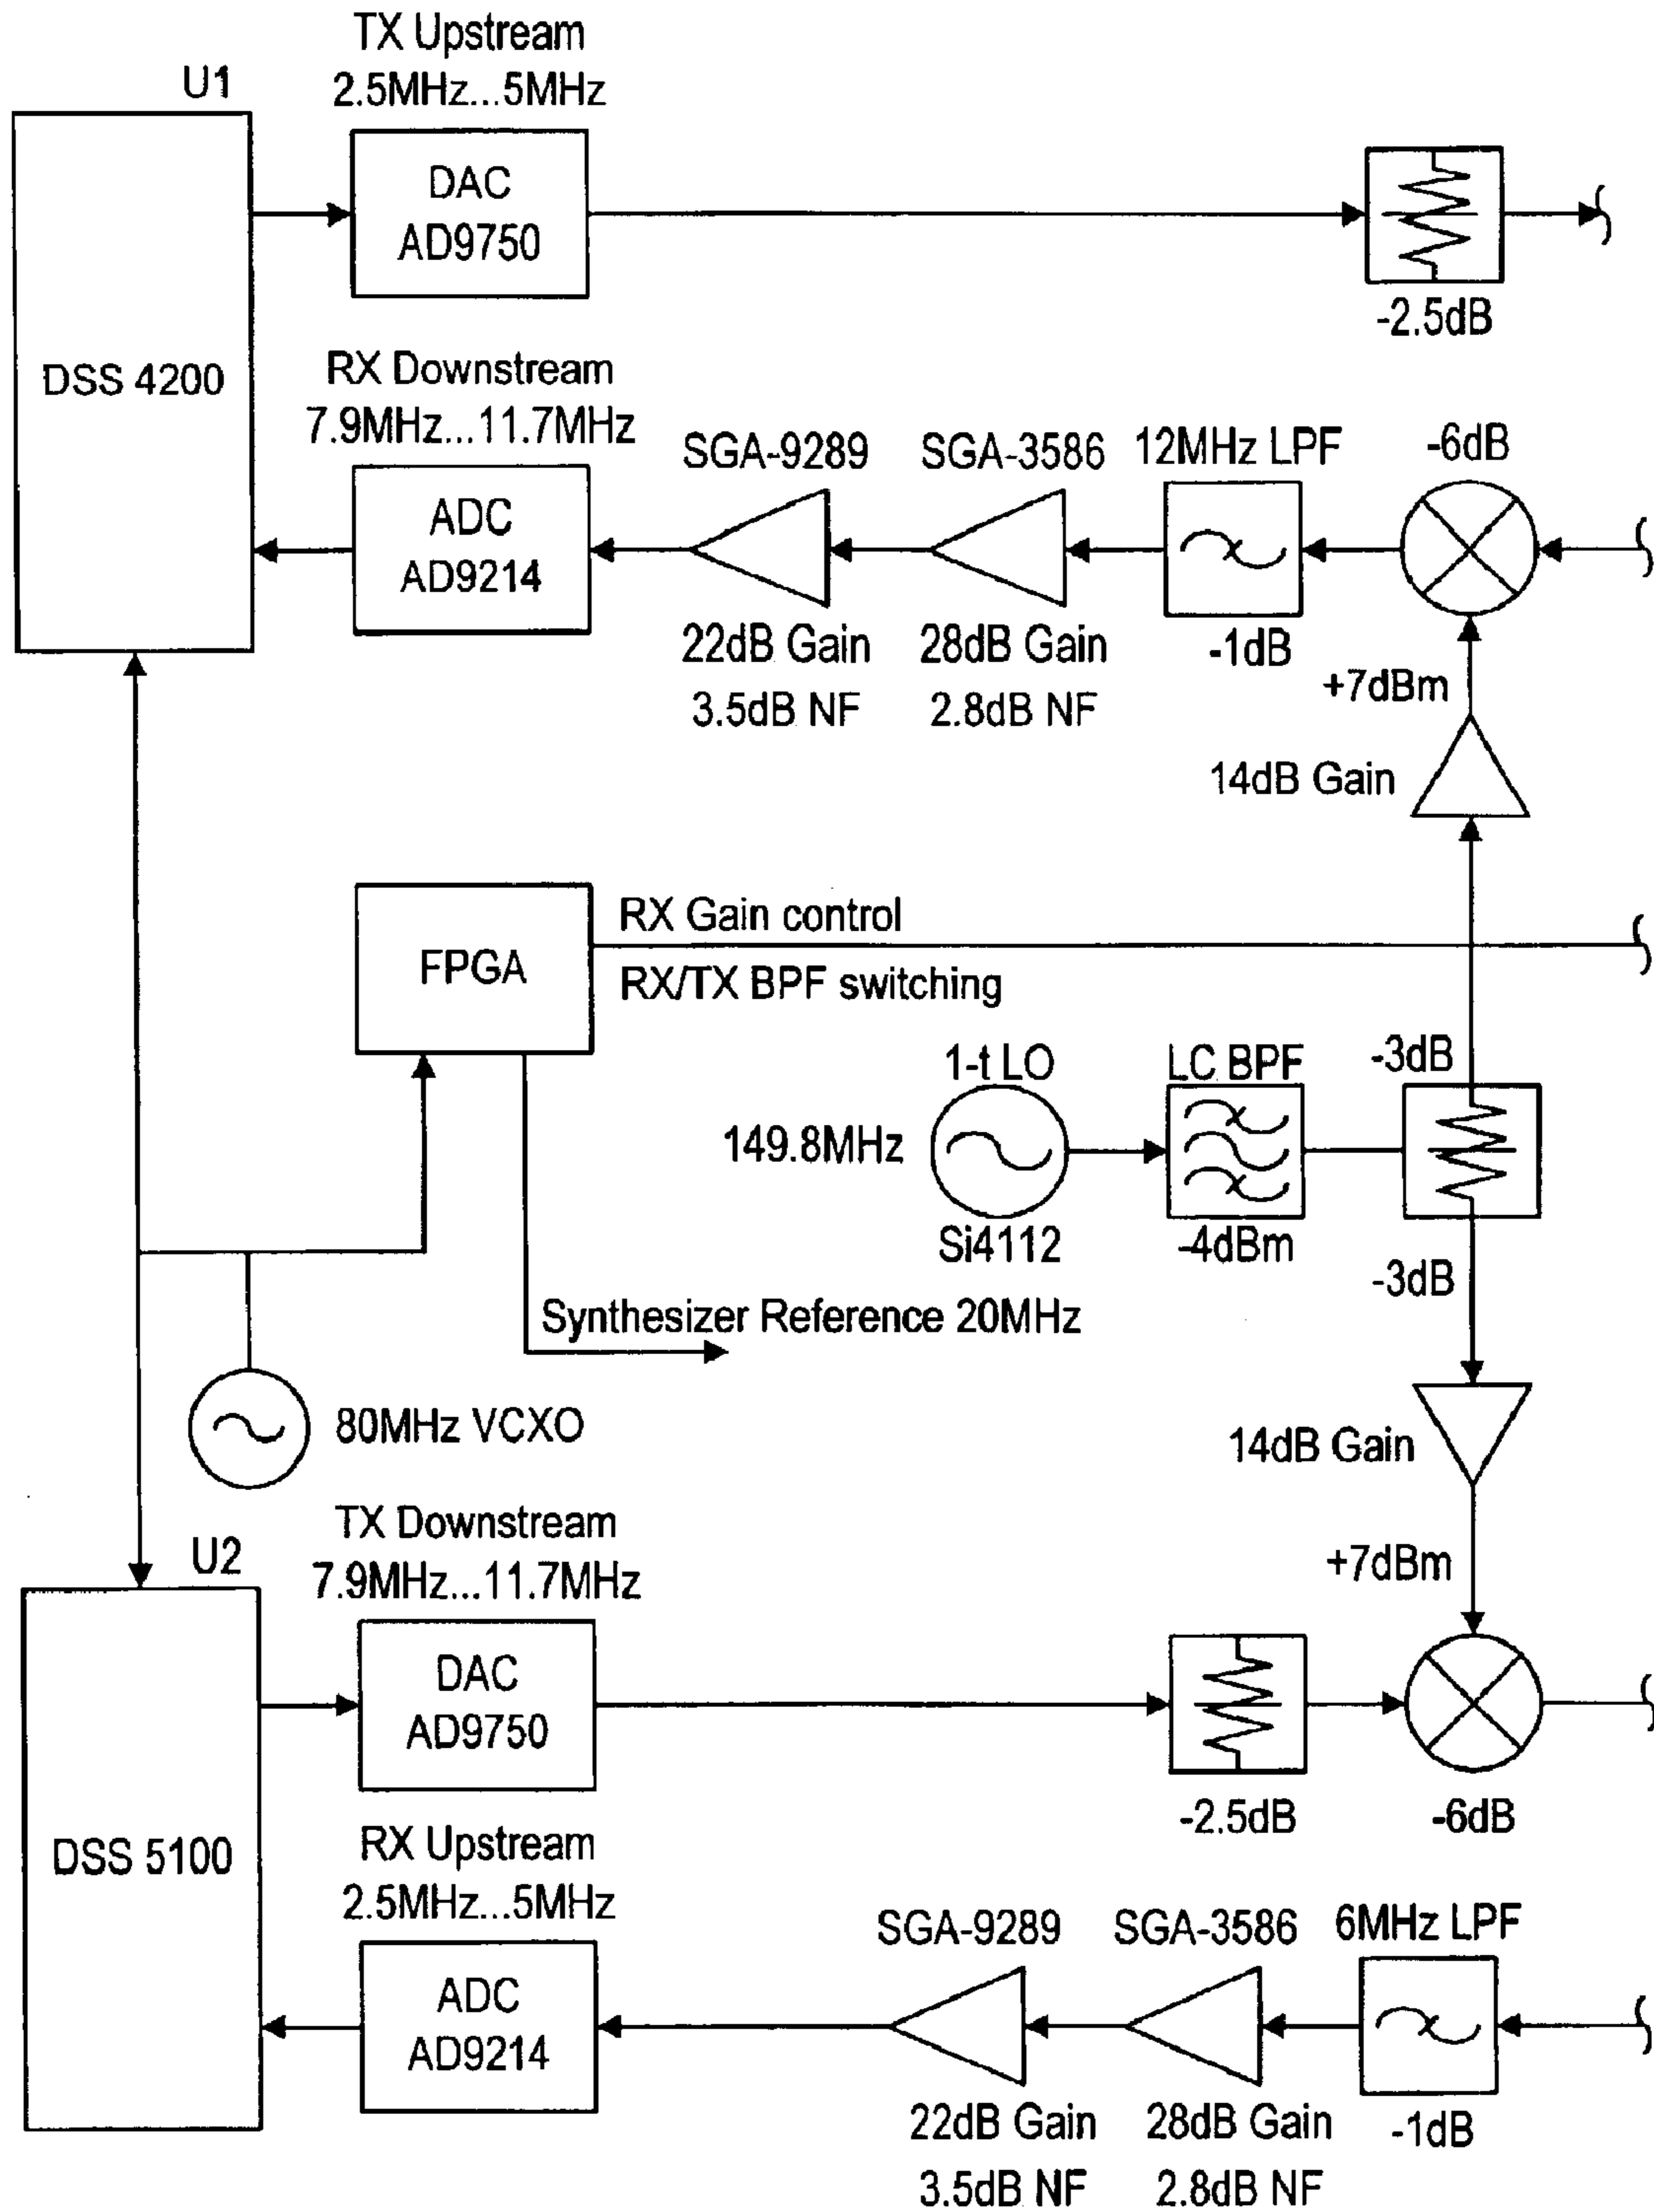 TX Upstream
2.5MHz...5MHz
U1
DAC
AD9750
-2.5dB
DSS 4200
RX Downstream
7.9MHz...11.7MHz
ADC
AD9214
SGA-9289
22dB Gain
3.5dB NF
SGA-3586
28dB Gain
2.8dB NF
12MHz LPF
-1dB
-6dB
+7dBm
14dB Gain
FPGA
RX Gain control
RX/TX BPF switching
1-t LO
149.8MHz
Si4112
LC BPF
-4dBm
-3dB
-3dB
Synthesizer Reference 20MHz
80MHz VCXO
14dB Gain
+7dBm
U2
TX Downstream
7.9MHz...11.7MHz
DAC
AD9750
-2.5dB
-6dB
DSS 5100
RX Upstream
2.5MHz...5MHz
ADC
AD9214
SGA-9289
22dB Gain
3.5dB NF
SGA-3586
28dB Gain
2.8dB NF
6MHz LPF
-1dB